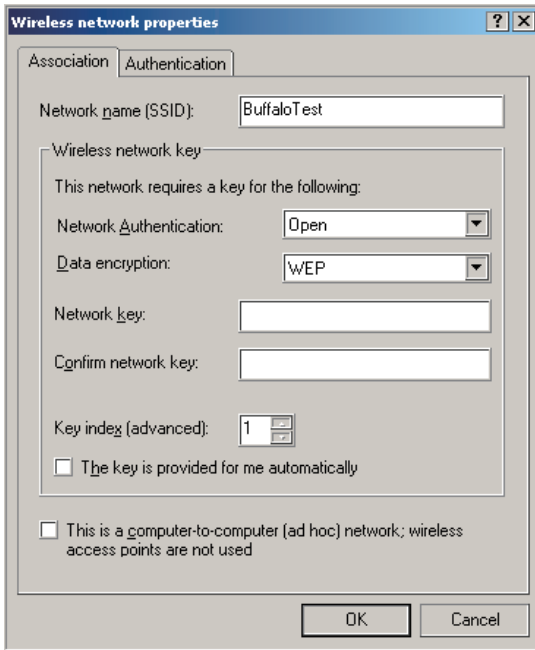 Wireless network properties
Association Authentication
Network name (SSID): BuffaloTest
Wireless network key
This network requires a key for the following:
Network Authentication: Open
Data encryption: WEP
Network key:
Confirm network key:
Key index (advanced): 1
The key is provided for me automatically
This is a computer-to-computer (ad hoc) network; wireless
access points are not used
OK Cancel